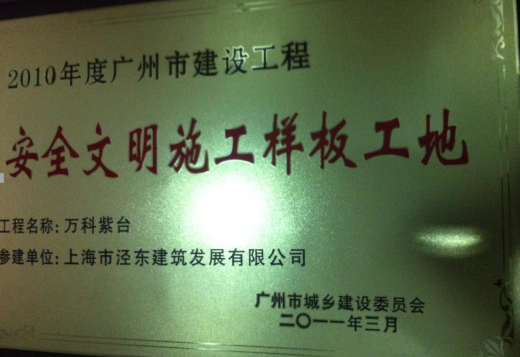 2010年度广州市建设工程
安全文明施工样板工地
工程名称: 万科紫台
参建单位: 上海市泾东建筑发展有限公司
广州市城乡建设委员会
二〇一一年三月